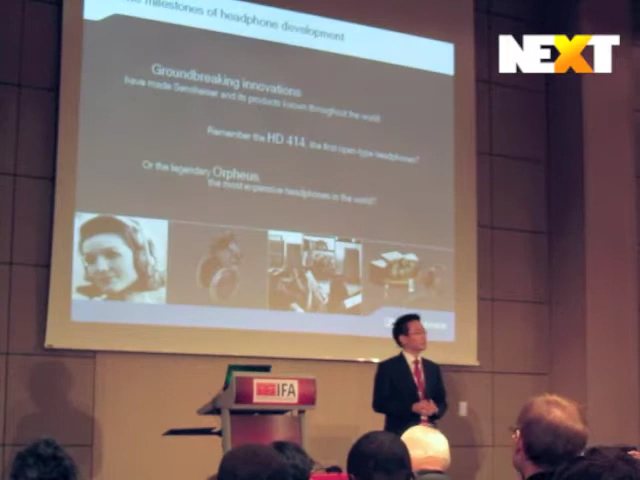 milestones of headphone development
NEXT
Groundbreaking innovations
have made Sennheiser and its products known throughout the world
Remember the HD 414, the first open-type headphones?
Or the legendary Orpheus,
the most expensive headphones in the world?
IFA